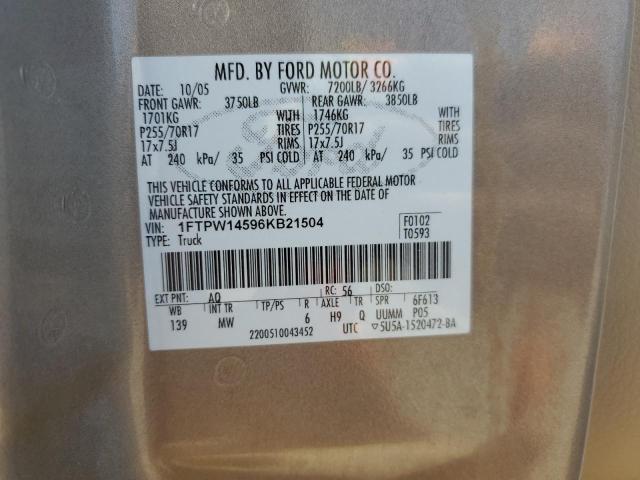 MFD. BY FORD MOTOR CO.
DATE: 10/05 GVWR: 7200LB/ 3266KG
FRONT GAWR: 3750LB REAR GAWR: 3850LB
1701KG WITH 1746KG WITH
P255/70R17 TIRES P255/70R17 TIRES
17x7.5J RIMS 17x7.5J RIMS
AT 240 kPa/ 35 PSI COLD AT 240 kPa/ 35 PSI COLD
Ford
THIS VEHICLE CONFORMS TO ALL APPLICABLE FEDERAL MOTOR
VEHICLE SAFETY STANDARDS IN EFFECT ON THE DATE OF
MANUFACTURE SHOWN ABOVE.
VIN: 1FTPW14596KB21504 F0102
TYPE: Truck T0593
EXT PNT: AQ RC: 56 DSO:
WB INT TR TP/PS R AXLE TR SPR 6F613
139 MW 6 H9 Q UUMM P05
2200510043452 UTC ▽5U5A-1520472-BA